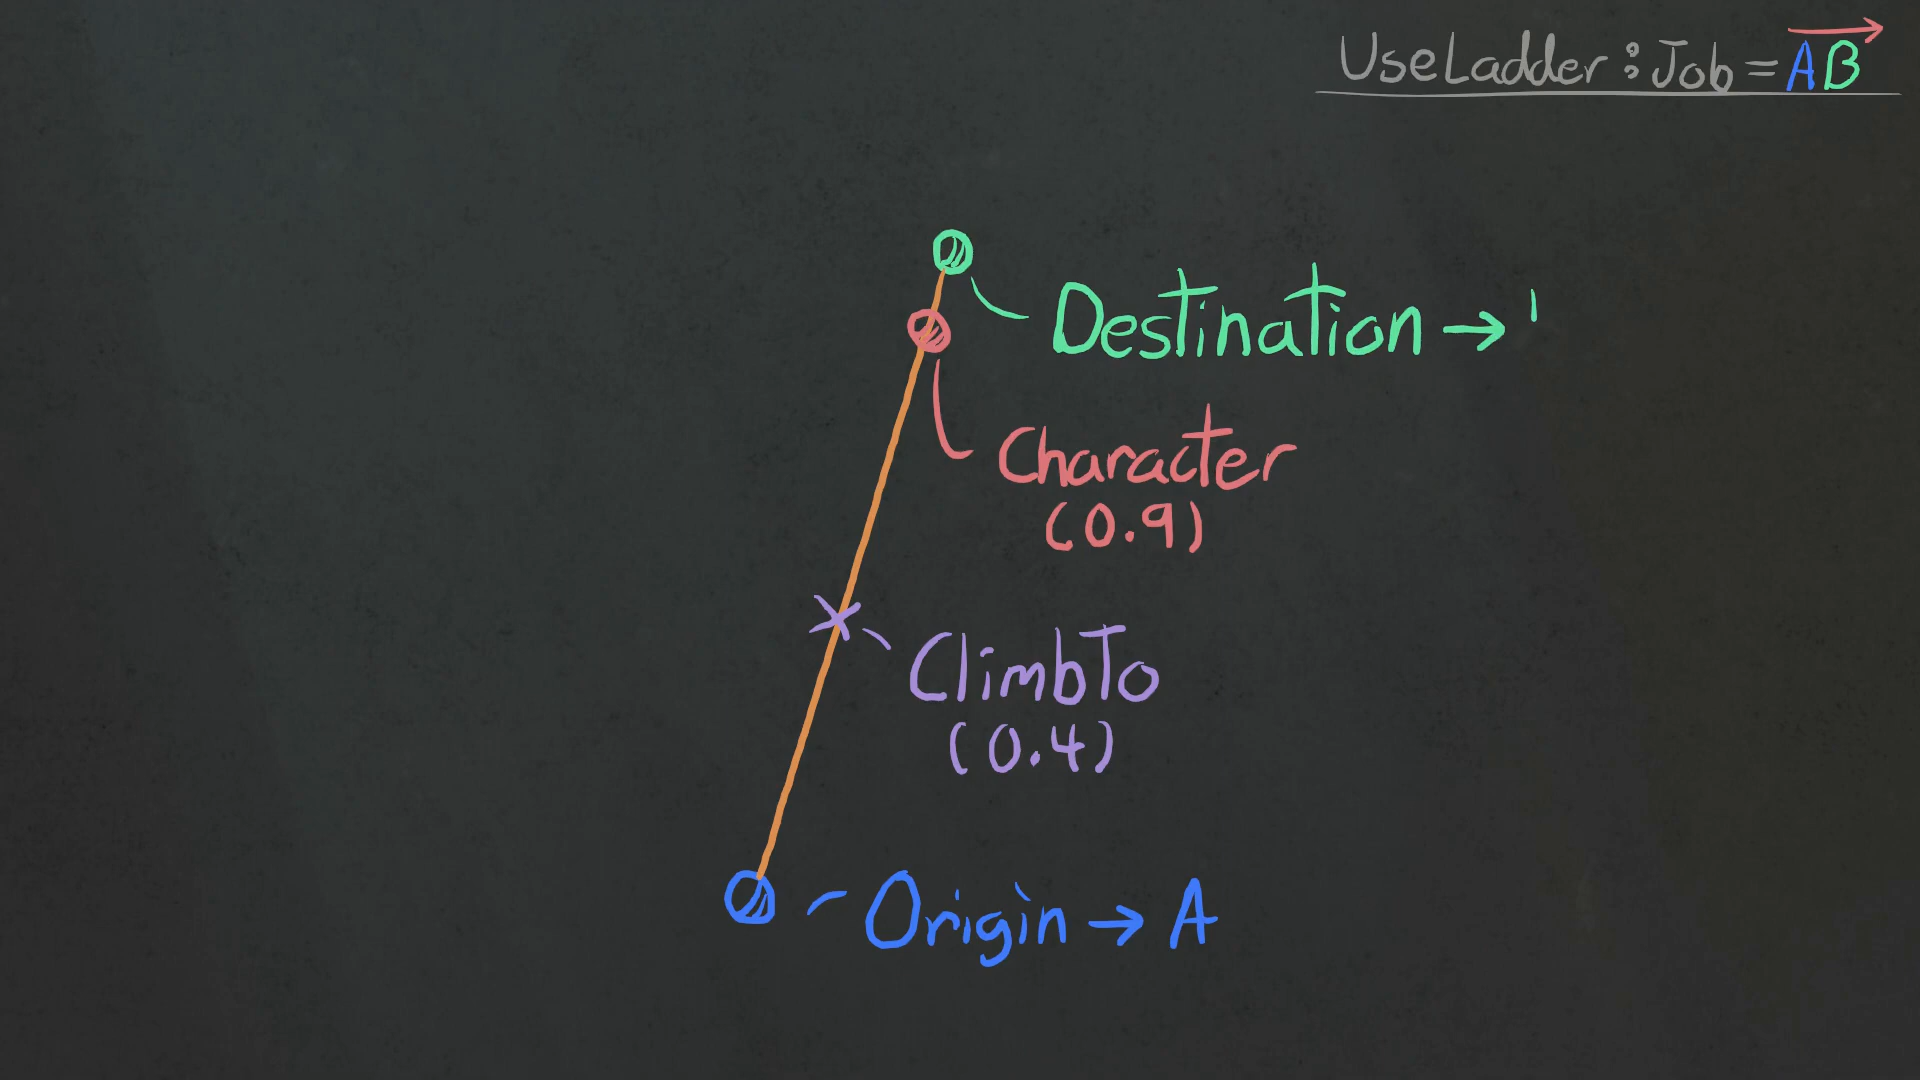 UseLadder : Job = AB
Destination →
Character
(0.9)
ClimbTo
(0.4)
Origin → A